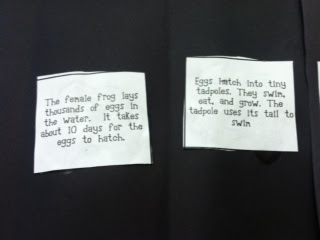 The female frog lays
thousands of eggs in
the water. It takes
about 10 days for the
eggs to hatch.
Eggs hatch into tiny
tadpoles. They swim,
eat, and grow. The
tadpole uses its tail to
swim